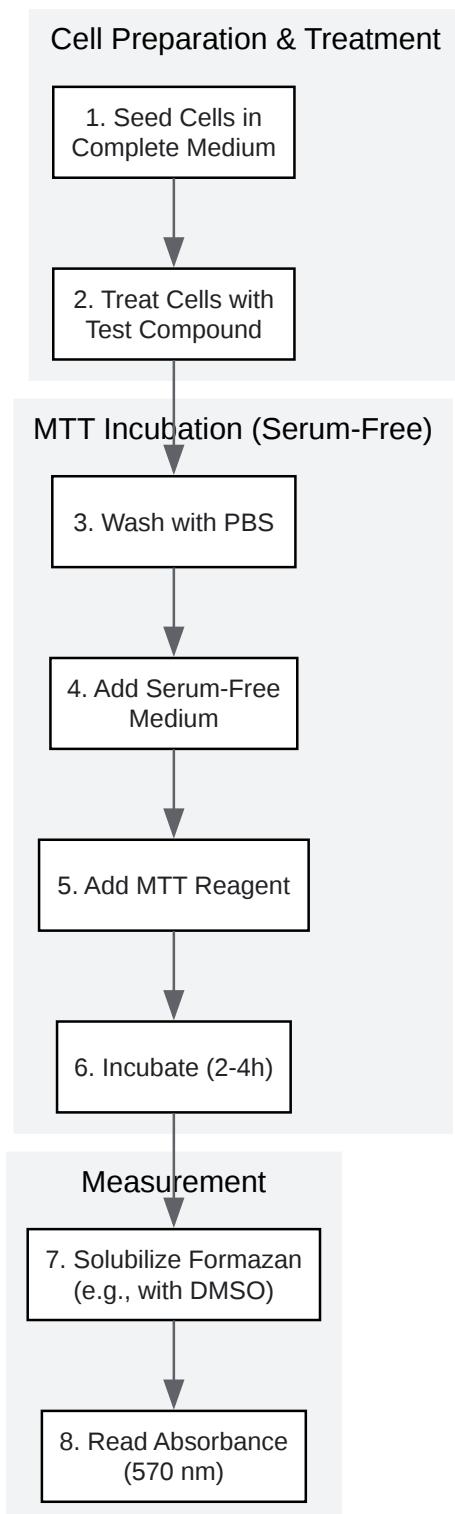 Cell Preparation & Treatment
1. Seed Cells in
Complete Medium
2. Treat Cells with
Test Compound
MTT Incubation (Serum-Free)
3. Wash with PBS
4. Add Serum-Free
Medium
5. Add MTT Reagent
6. Incubate (2-4h)
Measurement
7. Solubilize Formazan
(e.g., with DMSO)
8. Read Absorbance
(570 nm)